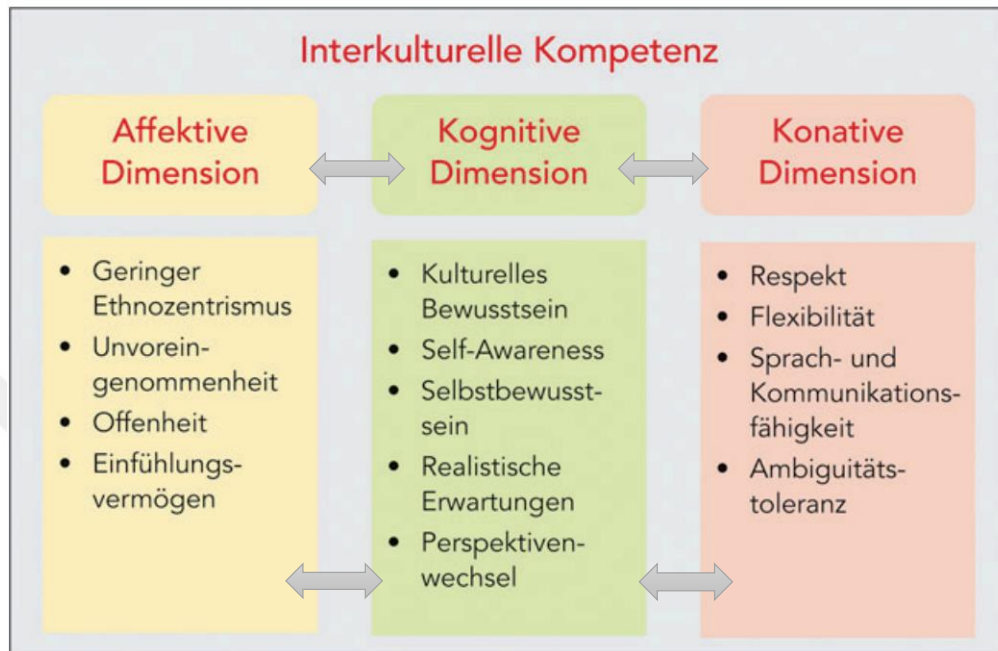 Interkulturelle Kompetenz
Affektive
Dimension
Kognitive
Dimension
Konative
Dimension
• Geringer
Ethnozentrismus
• Unvorein-
genommenheit
• Offenheit
• Einfühlungs-
vermögen
• Kulturelles
Bewusstsein
• Self-Awareness
• Selbstbewusst-
sein
• Realistische
Erwartungen
• Perspektiven-
wechsel
• Respekt
• Flexibilität
• Sprach- und
Kommunikations-
fähigkeit
• Ambiguitäts-
toleranz